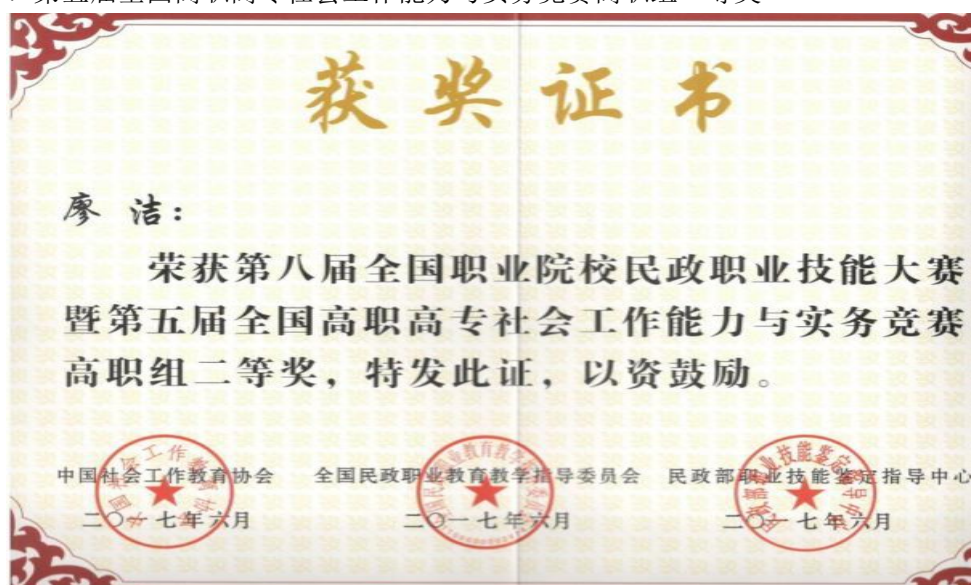 获奖证书
廖 洁：
荣获第八届全国职业院校民政职业技能大赛
暨第五届全国高职高专社会工作能力与实务竞赛
高职组二等奖，特发此证，以资鼓励。
中国社会工作教育协会 全国民政职业教育教学指导委员会 民政部职业技能鉴定指导中心
二〇一七年六月 二〇一七年六月 二〇一七年六月